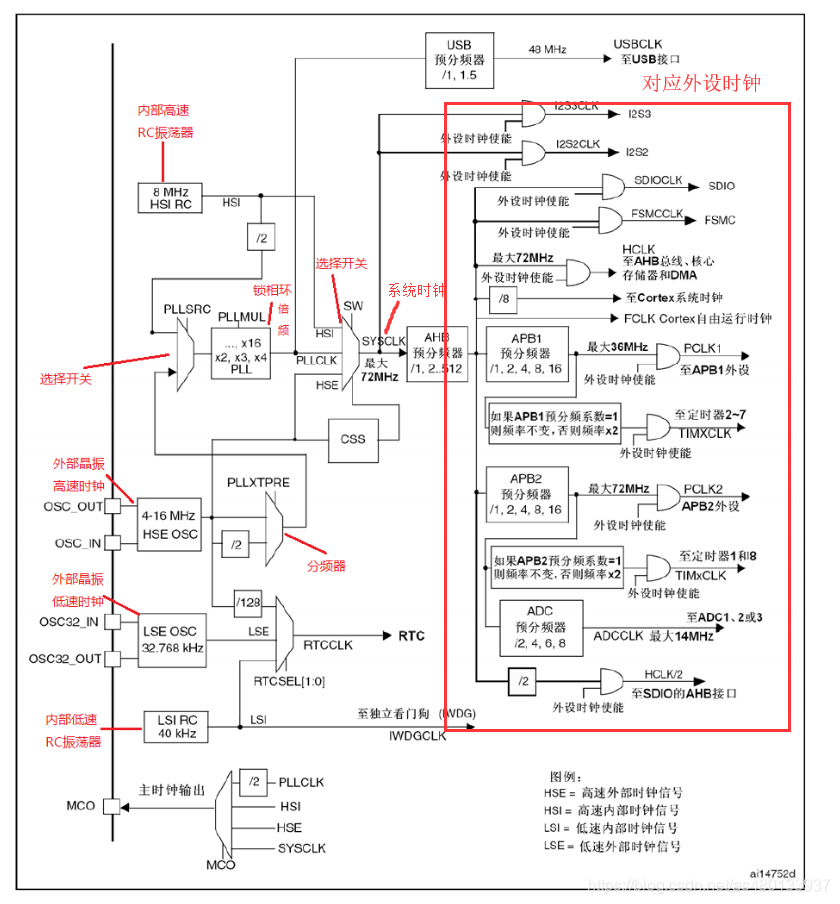 USB
预分频器
/1, 1.5
48 MHz
USBCLK
至USB接口
对应外设时钟
内部高速
RC振荡器
8 MHz
HSI RC
HSI
/2
I2S3CLK
I2S3
外设时钟使能
I2S2CLK
I2S2
外设时钟使能
SDIOCLK
SDIO
外设时钟使能
FSMCCLK
FSMC
外设时钟使能
最大72MHz
HCLK
至AHB总线、核心
存储器和DMA
外设时钟使能
/8
至Cortex系统时钟
FCLK Cortex自由运行时钟
选择开关
锁相环
倍
频
系统时钟
PLLSRC
PLLMUL
SW
..., x16
x2, x3, x4
PLL
HSI
PLLCLK
HSE
SYSCLK
最大
72MHz
AHB
预分频器
/1, 2..512
选择开关
CSS
APB1
预分频器
/1, 2, 4, 8, 16
最大36MHz
PCLK1
至APB1外设
外设时钟使能
如果APB1预分频系数=1
则频率不变,否则频率x2
至定时器2~7
TIMXCLK
外设时钟使能
APB2
预分频器
/1, 2, 4, 8, 16
最大72MHz
PCLK2
APB2外设
外设时钟使能
如果APB2预分频系数=1
则频率不变,否则频率x2
至定时器1和8
TIMxCLK
外设时钟使能
ADC
预分频器
/2, 4, 6, 8
至ADC1、2或3
ADCCLK 最大14MHz
/2
HCLK/2
至SDIO的AHB接口
外设时钟使能
外部晶振
高速时钟
OSC_OUT
OSC_IN
4-16 MHz
HSE OSC
PLLXTPRE
/2
分频器
外部晶振
低速时钟
OSC32_IN
OSC32_OUT
LSE OSC
32.768 kHz
/128
LSE
RTCCLK
RTC
RTCSEL[1:0]
内部低速
RC振荡器
LSI RC
40 kHz
LSI
至独立看门狗 (IWDG)
IWDGCLK
MCO
主时钟输出
/2
PLLCLK
HSI
HSE
SYSCLK
MCO
图例:
HSE = 高速外部时钟信号
HSI = 高速内部时钟信号
LSI = 低速内部时钟信号
LSE = 低速外部时钟信号
ai14752d